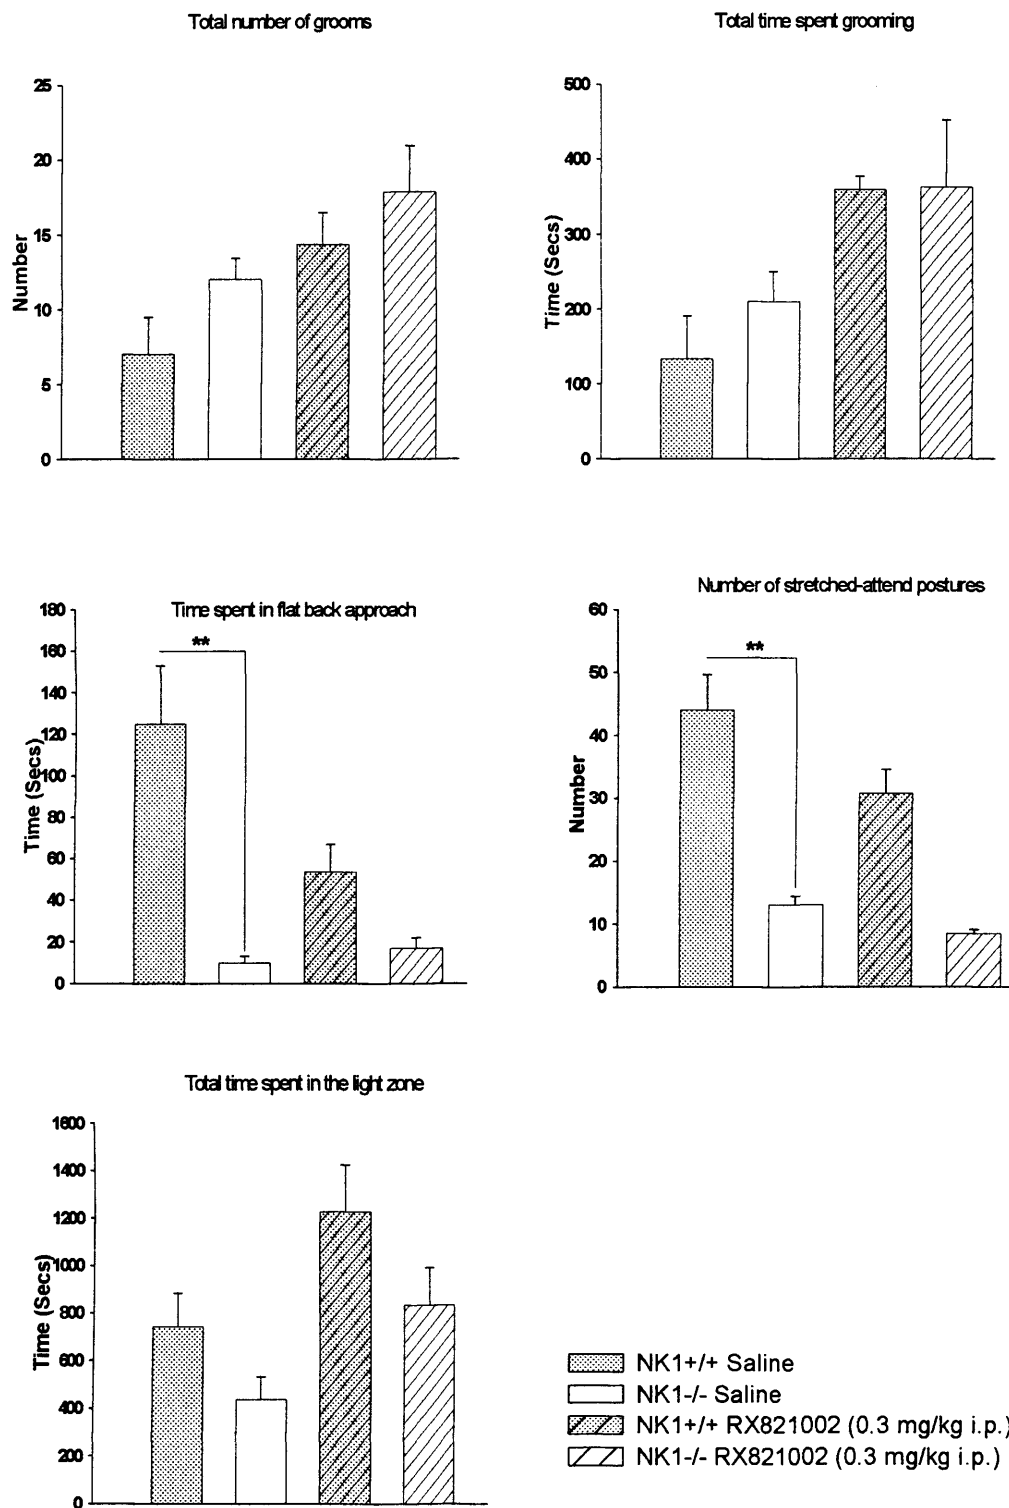 Total number of grooms
25
20
15
10
5
0
Number
Total time spent grooming
500
400
300
200
100
0
Time (Secs)
Time spent in flat back approach
180
160
140
120
100
80
60
40
20
0
Time (Secs)
**
Number of stretched-attend postures
60
50
40
30
20
10
0
Number
**
Total time spent in the light zone
1600
1400
1200
1000
800
600
400
200
0
Time (Secs)
NK1+/+ Saline
NK1-/- Saline
NK1+/+ RX821002 (0.3 mg/kg i.p.)
NK1-/- RX821002 (0.3 mg/kg i.p.)